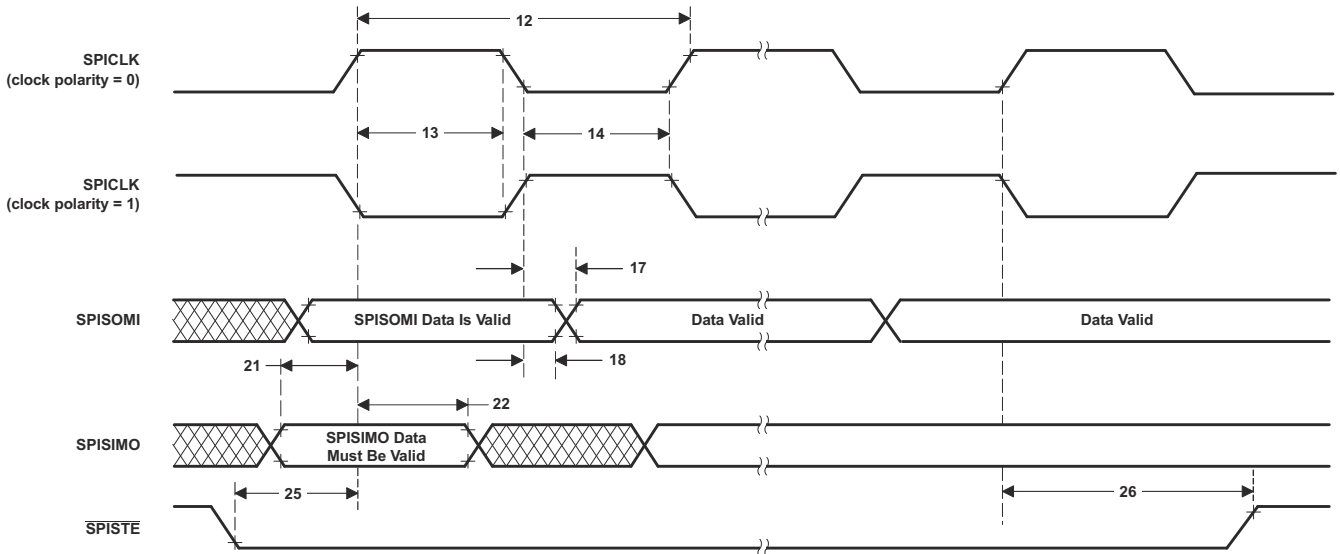 12
SPICLK
(clock polarity = 0)
13
14
SPICLK
(clock polarity = 1)
17
SPISOMI
SPISOMI Data Is Valid
Data Valid
Data Valid
18
21
22
SPISIMO
SPISIMO Data
Must Be Valid
25
26
SPISTE